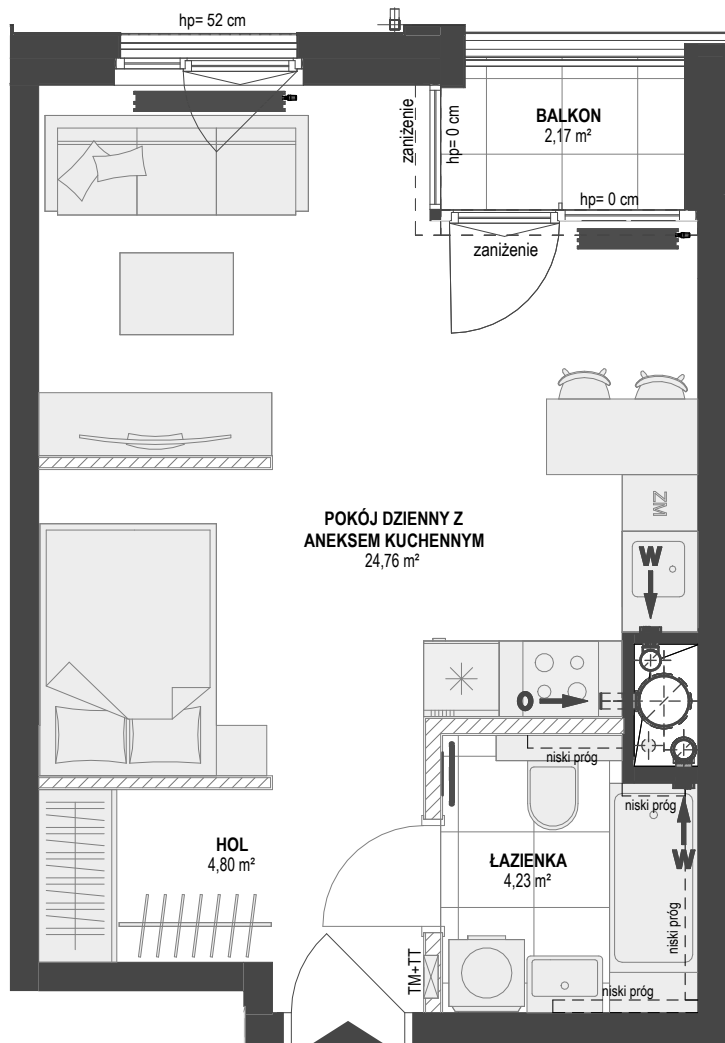 hp= 52 cm
zaniżenie
hp= 0 cm
BALKON
2,17 m²
hp= 0 cm
zaniżenie
ZM
POKÓJ DZIENNY Z
ANEKSEM KUCHENNYM
24,76 m²
W
O
niski próg
niski próg
HOL
4,80 m²
ŁAZIENKA
4,23 m²
W
niski próg
TM+TT
niski próg